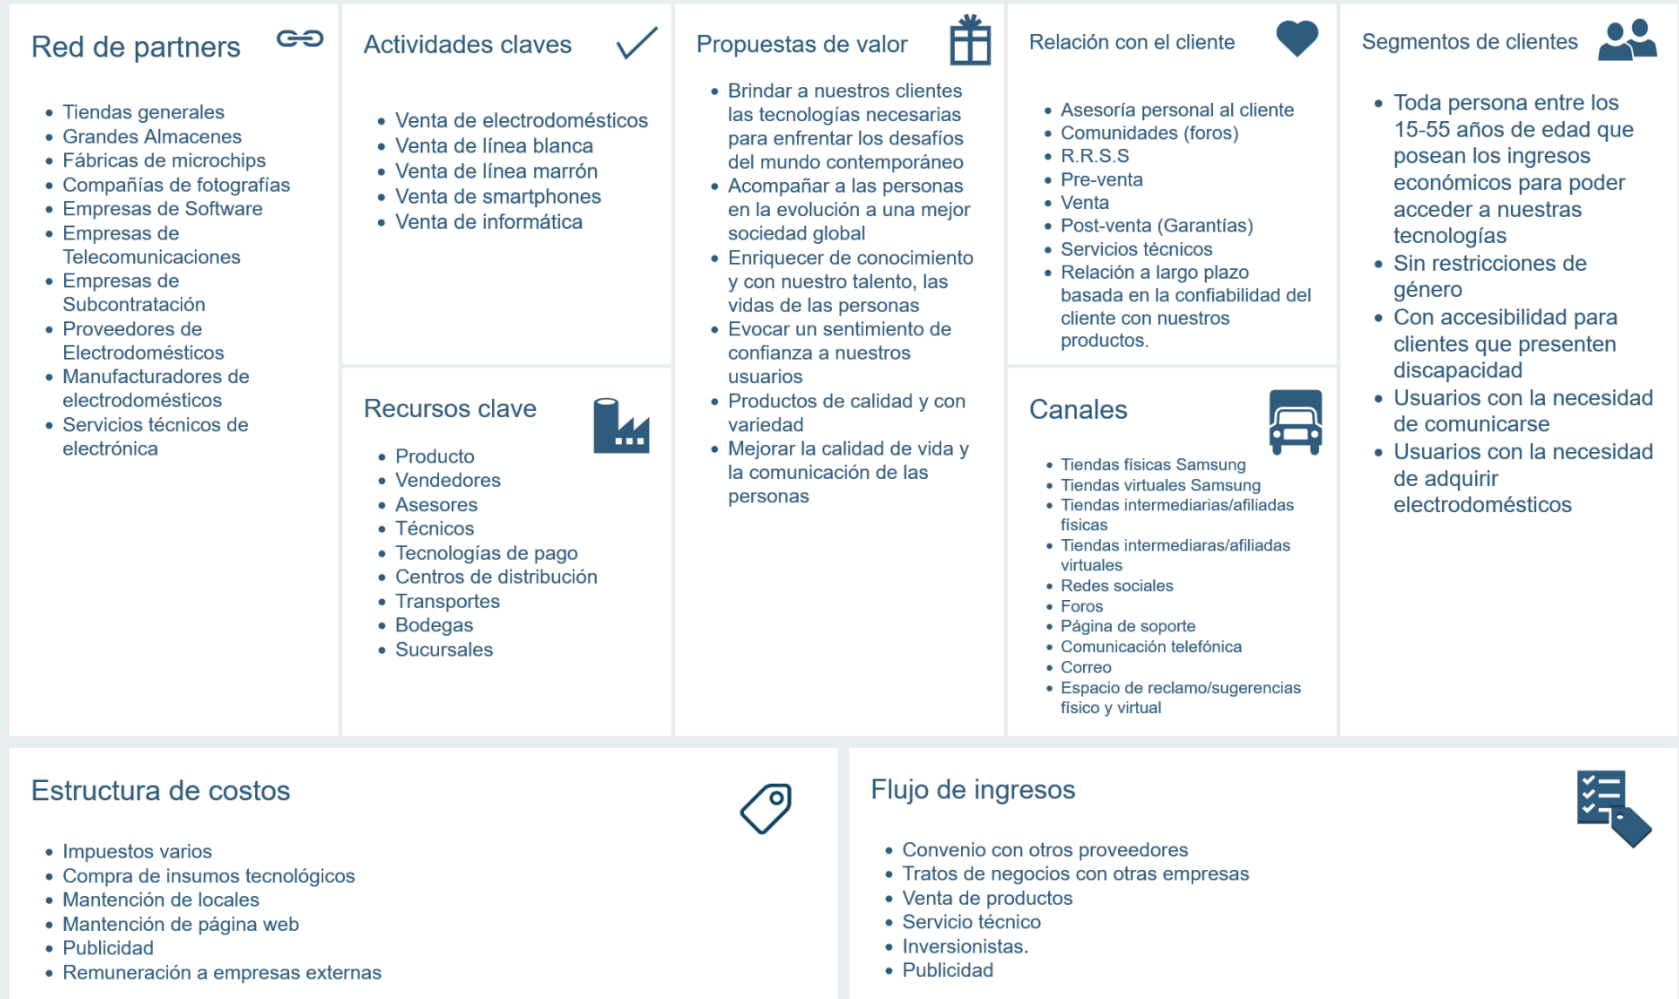 Red de partners
• Tiendas generales
• Grandes Almacenes
• Fábricas de microchips
• Compañías de fotografías
• Empresas de Software
• Empresas de
Telecomunicaciones
• Empresas de
Subcontratación
• Proveedores de
Electrodomésticos
• Manufacturadores de
electrodomésticos
• Servicios técnicos de
electrónica
Actividades claves
• Venta de electrodomésticos
• Venta de línea blanca
• Venta de línea marrón
• Venta de smartphones
• Venta de informática
Recursos clave
• Producto
• Vendedores
• Asesores
• Técnicos
• Tecnologías de pago
• Centros de distribución
• Transportes
• Bodegas
• Sucursales
Propuestas de valor
• Brindar a nuestros clientes
las tecnologías necesarias
para enfrentar los desafíos
del mundo contemporáneo
• Acompañar a las personas
en la evolución a una mejor
sociedad global
• Enriquecer de conocimiento
y con nuestro talento, las
vidas de las personas
• Evocar un sentimiento de
confianza a nuestros
usuarios
• Productos de calidad y con
variedad
• Mejorar la calidad de vida y
la comunicación de las
personas
Relación con el cliente
• Asesoría personal al cliente
• Comunidades (foros)
• R.R.S.S
• Pre-venta
• Venta
• Post-venta (Garantías)
• Servicios técnicos
• Relación a largo plazo
basada en la confiabilidad del
cliente con nuestros
productos.
Canales
• Tiendas físicas Samsung
• Tiendas virtuales Samsung
• Tiendas intermediarias/afiliadas
físicas
• Tiendas intermediaras/afiliadas
virtuales
• Redes sociales
• Foros
• Página de soporte
• Comunicación telefónica
• Correo
• Espacio de reclamo/sugerencias
físico y virtual
Segmentos de clientes
• Toda persona entre los
15-55 años de edad que
posean los ingresos
económicos para poder
acceder a nuestras
tecnologías
• Sin restricciones de
género
• Con accesibilidad para
clientes que presenten
discapacidad
• Usuarios con la necesidad
de comunicarse
• Usuarios con la necesidad
de adquirir
electrodomésticos
Estructura de costos
• Impuestos varios
• Compra de insumos tecnológicos
• Mantención de locales
• Mantención de página web
• Publicidad
• Remuneración a empresas externas
Flujo de ingresos
• Convenio con otros proveedores
• Tratos de negocios con otras empresas
• Venta de productos
• Servicio técnico
• Inversionistas.
• Publicidad